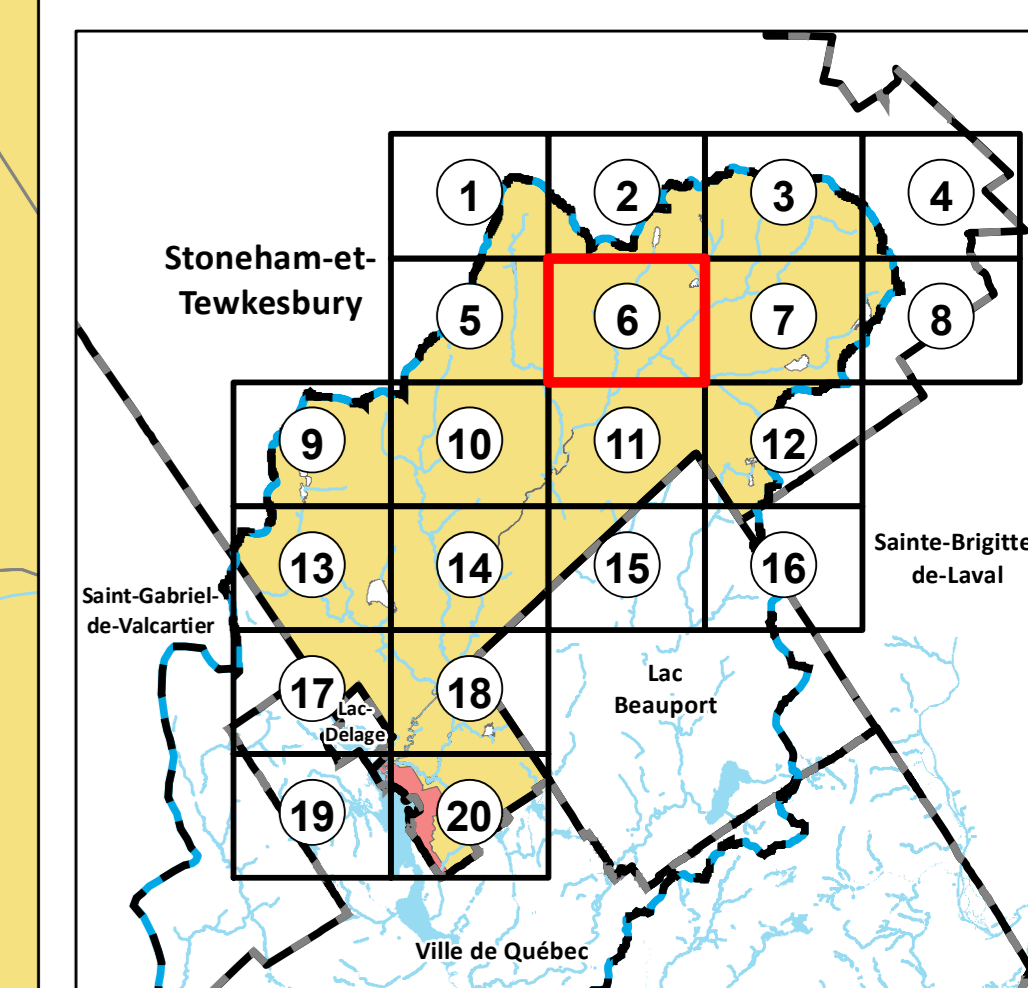 1
2
3
4
Stoneham-et-
Tewkesbury
5
6
7
8
9
10
11
12
13
14
15
16
Sainte-Brigitte
de-Laval
Saint-Gabriel-
de-Valcartier
17
18
Lac-
Delage
Lac
Beauport
19
20
Ville de Québec